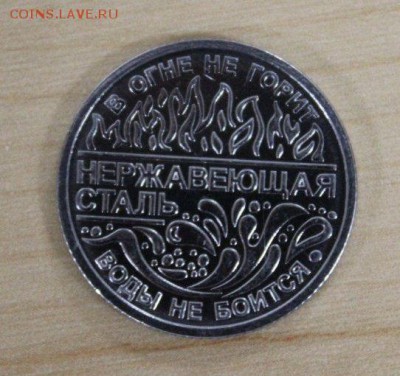 COINS.LAVE.RU
В ОГНЕ НЕ ГОРИТ
НЕРЖАВЕЮЩАЯ
СТАЛЬ
ВОДЫ НЕ БОИТСЯ